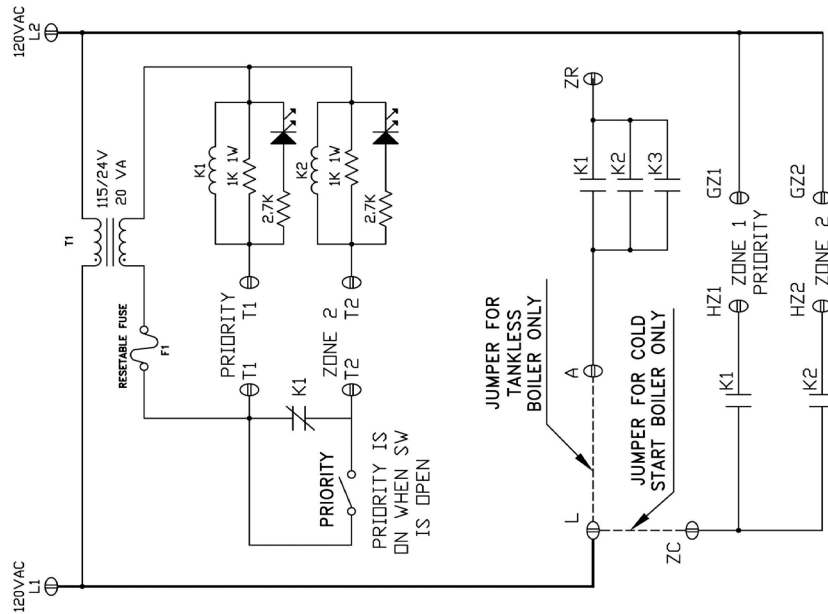 120VAC
L2
120VAC
L1
115/24V
20 VA
T1
RESETABLE FUSE
F1
K1
1K 1W
2.7K
K2
1K 1W
2.7K
PRIORITY
T1
T1
ZONE 2
T2
T2
K1
PRIORITY
PRIORITY IS
ON WHEN SW
IS OPEN
JUMPER FOR
TANKLESS
BOILER ONLY
JUMPER FOR COLD
START BOILER ONLY
L
A
ZR
ZC
K1
K2
K3
K1
HZ1
ZONE 1
PRIORITY
GZ1
K2
HZ2
ZONE 2
GZ2